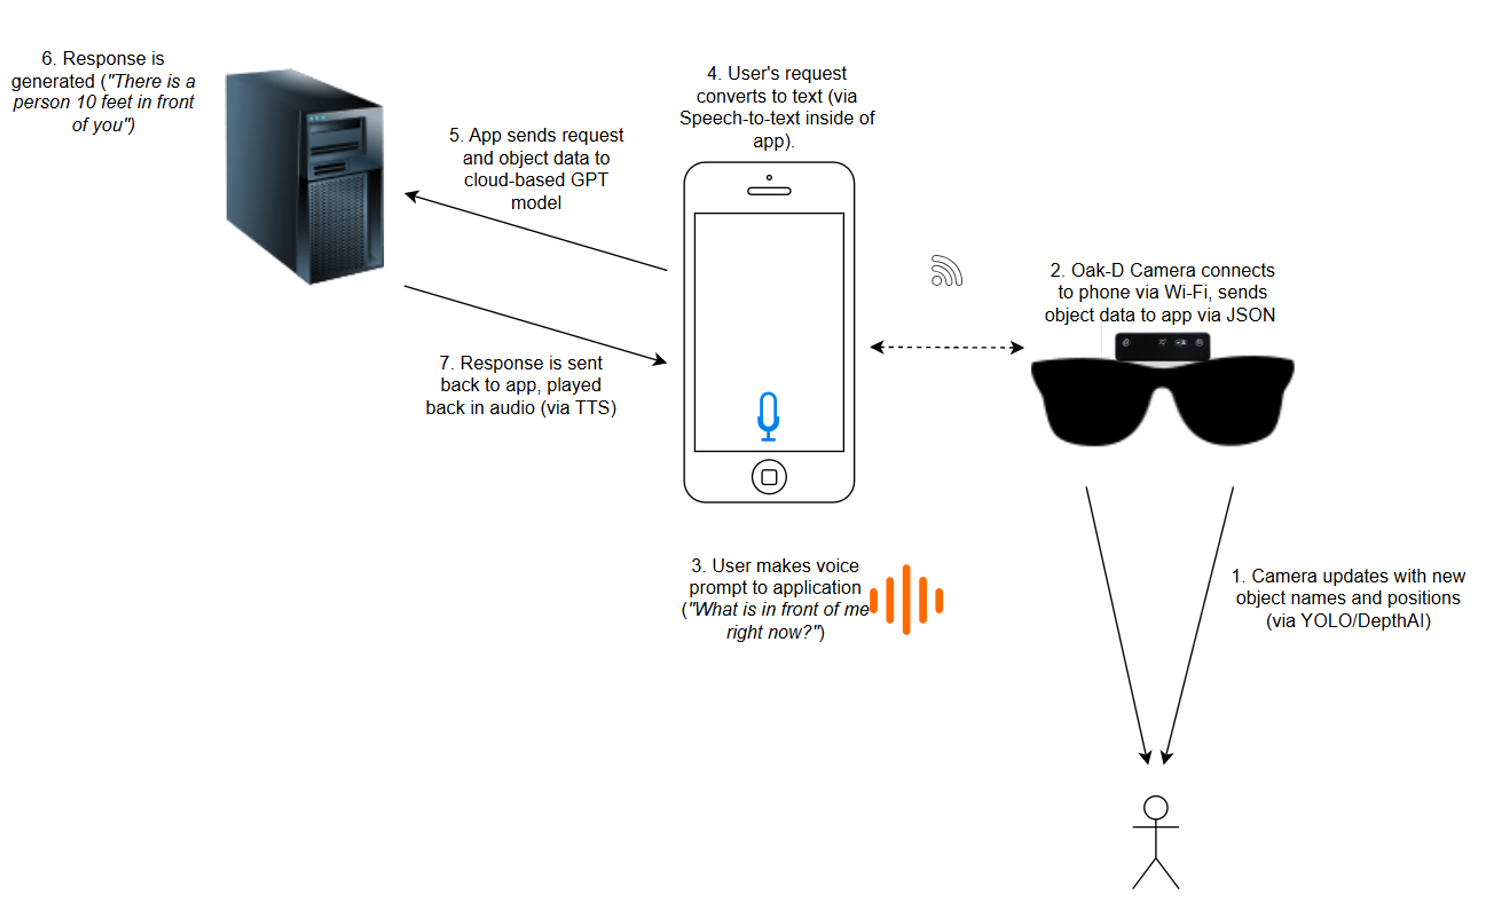 6. Response is
generated ("There is a
person 10 feet in front
of you")
5. App sends request
and object data to
cloud-based GPT
model
4. User's request
converts to text (via
Speech-to-text inside of
app).
2. Oak-D Camera connects
to phone via Wi-Fi, sends
object data to app via JSON
7. Response is sent
back to app, played
back in audio (via TTS)
3. User makes voice
prompt to application
("What is in front of me
right now?")
1. Camera updates with new
object names and positions
(via YOLO/DepthAI)